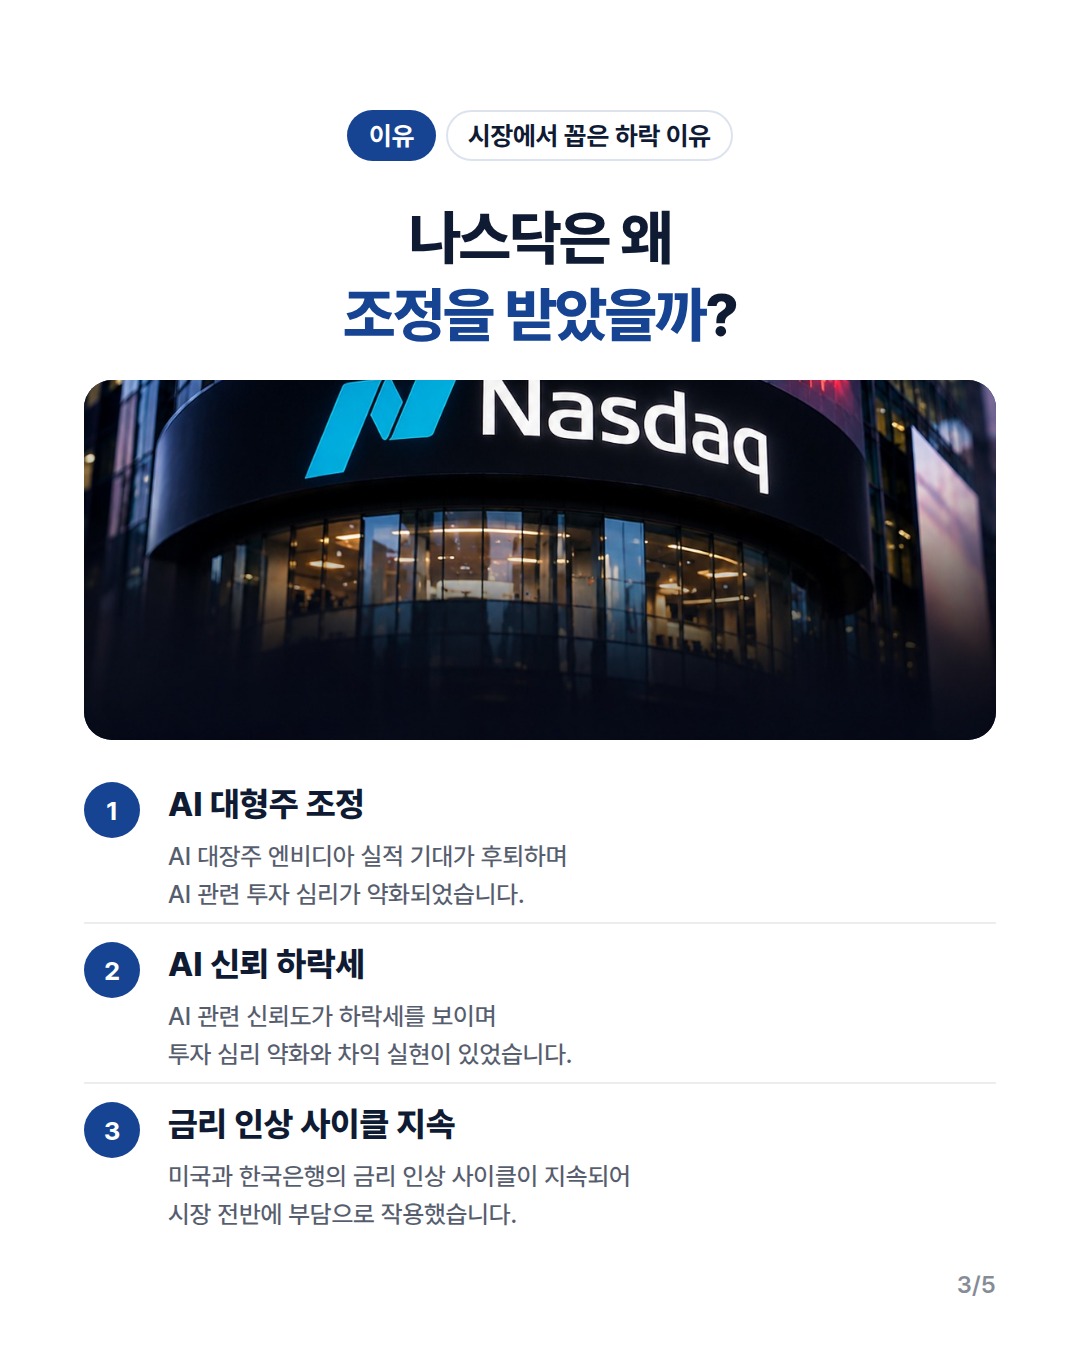 이유
시장에서 꼽은 하락 이유
나스닥은 왜
조정을 받았을까?
Nasdaq
1
AI 대형주 조정
AI 대장주 엔비디아 실적 기대가 후퇴하며
AI 관련 투자 심리가 약화되었습니다.
2
AI 신뢰 하락세
AI 관련 신뢰도가 하락세를 보이며
투자 심리 약화와 차익 실현이 있었습니다.
3
금리 인상 사이클 지속
미국과 한국은행의 금리 인상 사이클이 지속되어
시장 전반에 부담으로 작용했습니다.
3/5